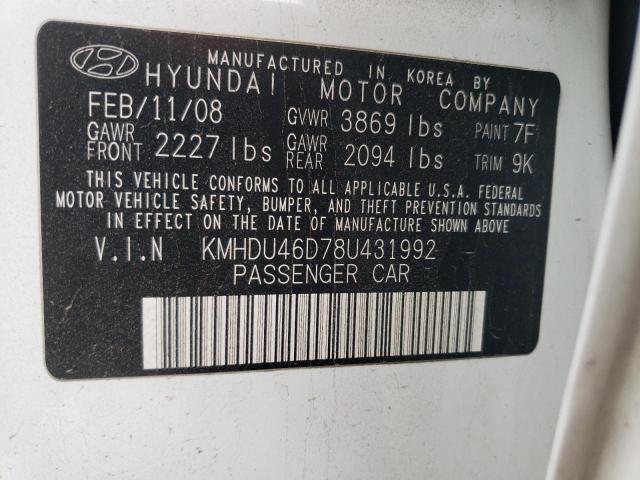 MANUFACTURED IN KOREA BY
HYUNDAI MOTOR COMPANY
FEB/11/08 GVWR 3869 lbs PAINT 7F
GAWR FRONT 2227 lbs GAWR REAR 2094 lbs TRIM 9K
THIS VEHICLE CONFORMS TO ALL APPLICABLE U.S.A. FEDERAL
MOTOR VEHICLE SAFETY, BUMPER, AND THEFT PREVENTION STANDARDS
IN EFFECT ON THE DATE OF MANUFACTURE SHOWN ABOVE
V.I.N KMHDU46D78U431992
PASSENGER CAR